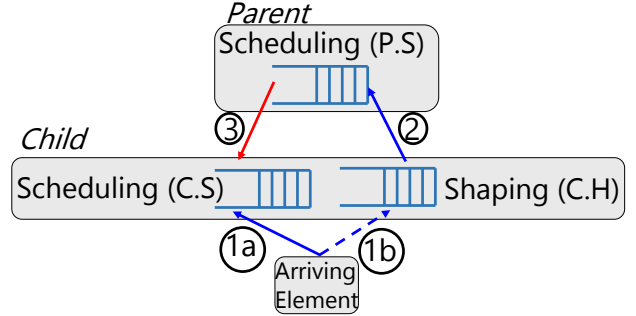 Parent
Scheduling (P.S)
3
2
Child
Scheduling (C.S)
Shaping (C.H)
1a
1b
Arriving
Element